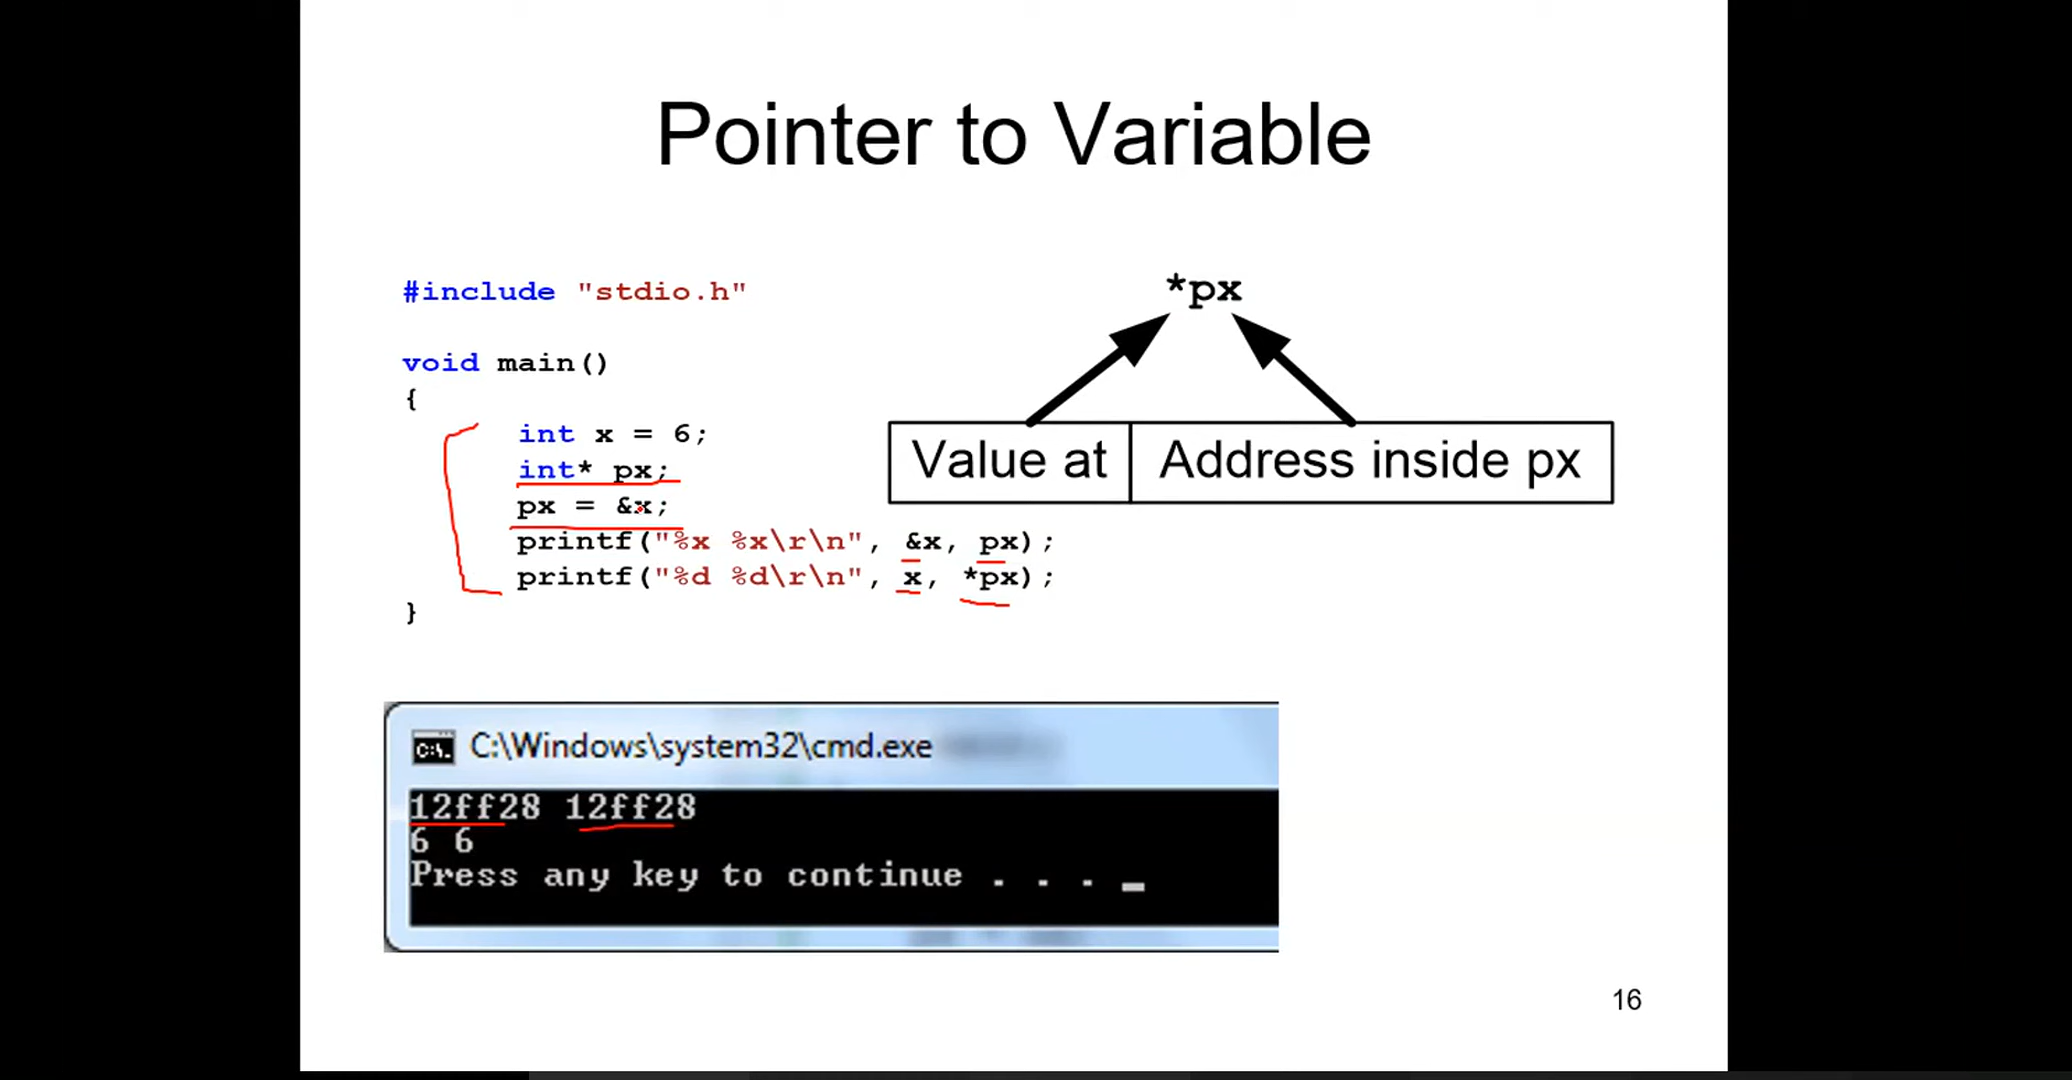 Pointer to Variable
#include "stdio.h"
void main()
{
int x = 6;
int* px;
px = &x;
printf("%x %x\r\n", &x, px);
printf("%d %d\r\n", x, *px);
}
*px
Value at Address inside px
C:\Windows\system32\cmd.exe
12ff28 12ff28
6 6
Press any key to continue . . . _
16